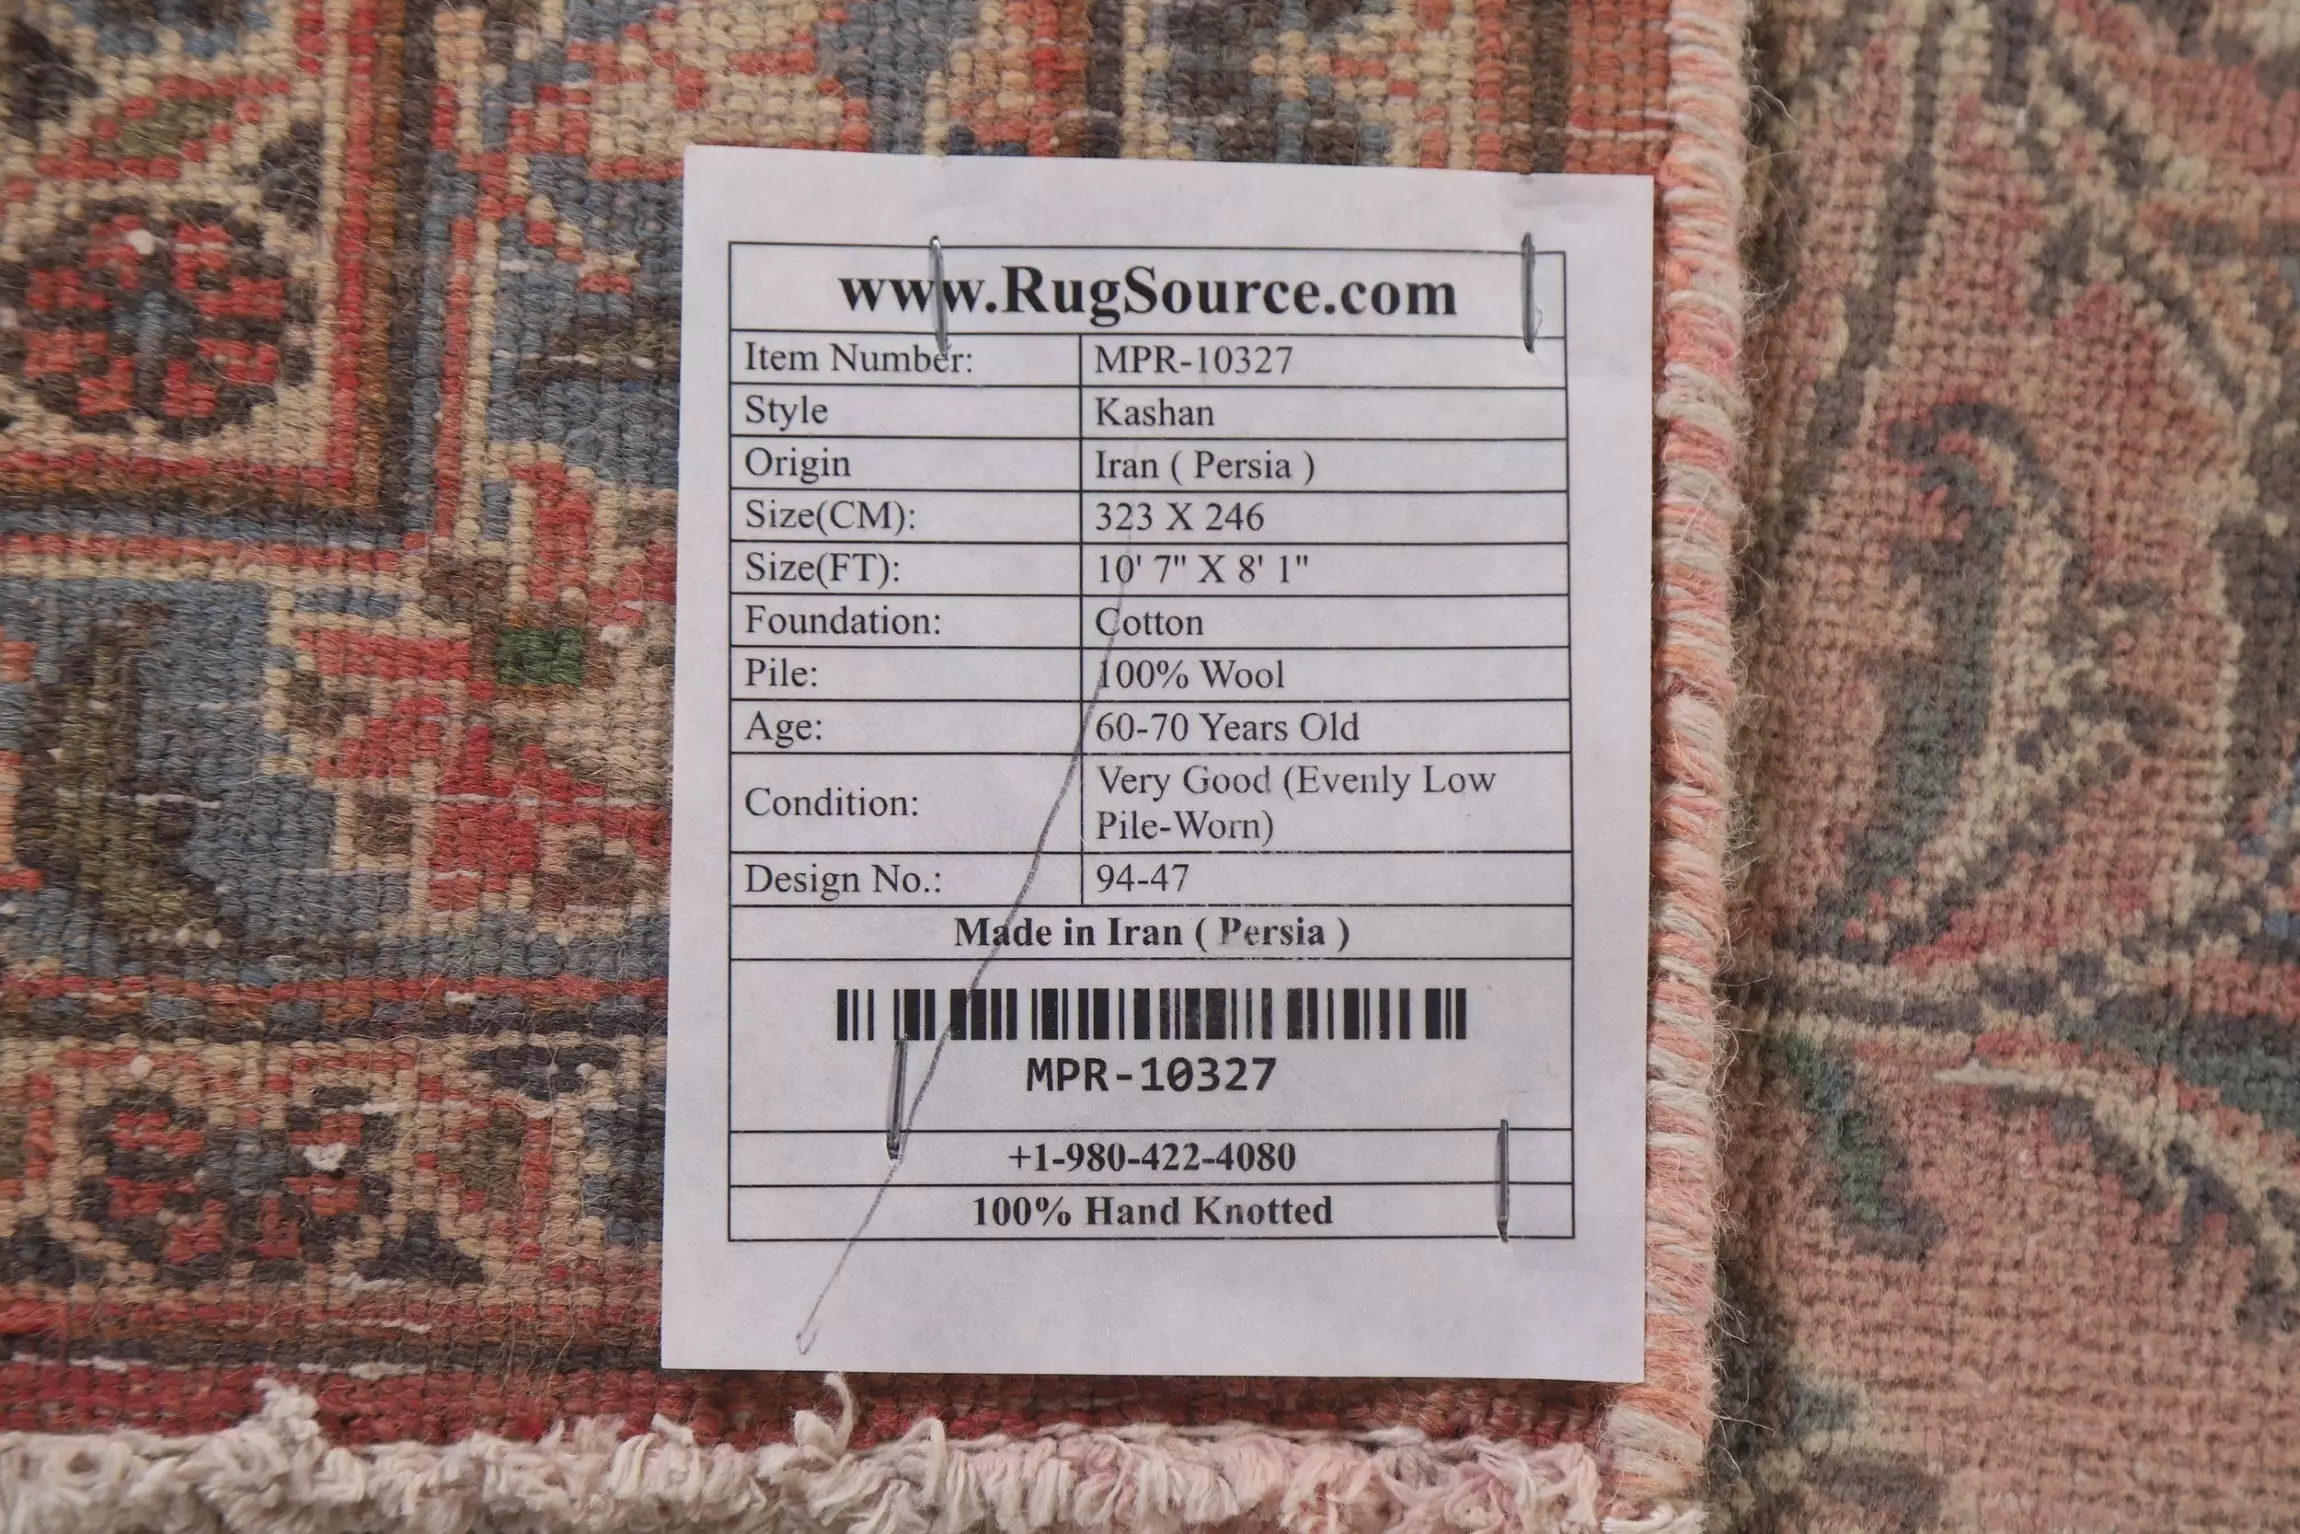 www.RugSource.com
Item Number: MPR-10327
Style Kashan
Origin Iran ( Persia )
Size(CM): 323 X 246
Size(FT): 10' 7" X 8' 1"
Foundation: Cotton
Pile: 100% Wool
Age: 60-70 Years Old
Condition: Very Good (Evenly Low
Pile-Worn)
Design No.: 94-47
Made in Iran ( Persia )
MPR-10327
+1-980-422-4080
100% Hand Knotted